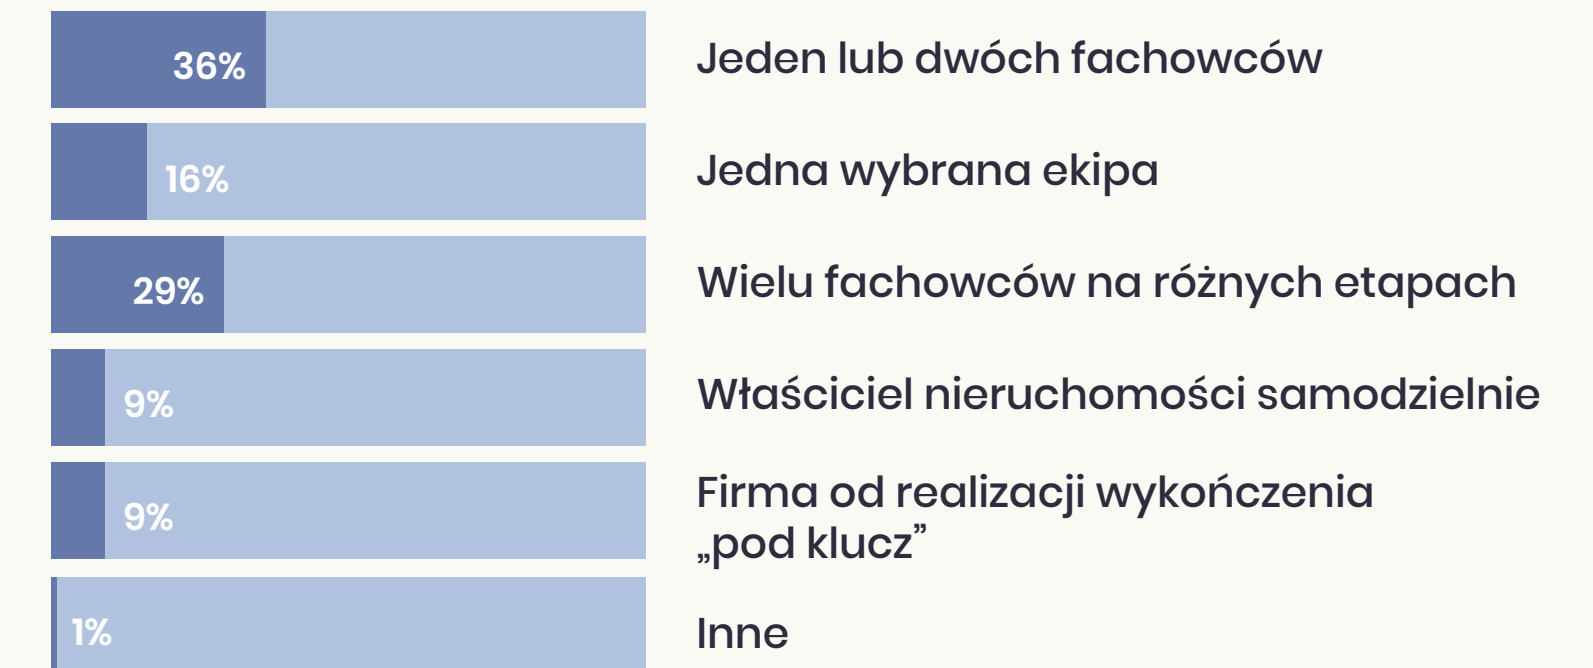 36% Jeden lub dwóch fachowców
16% Jedna wybrana ekipa
29% Wielu fachowców na różnych etapach
9% Właściciel nieruchomości samodzielnie
9% Firma od realizacji wykończenia
„pod klucz”
1% Inne